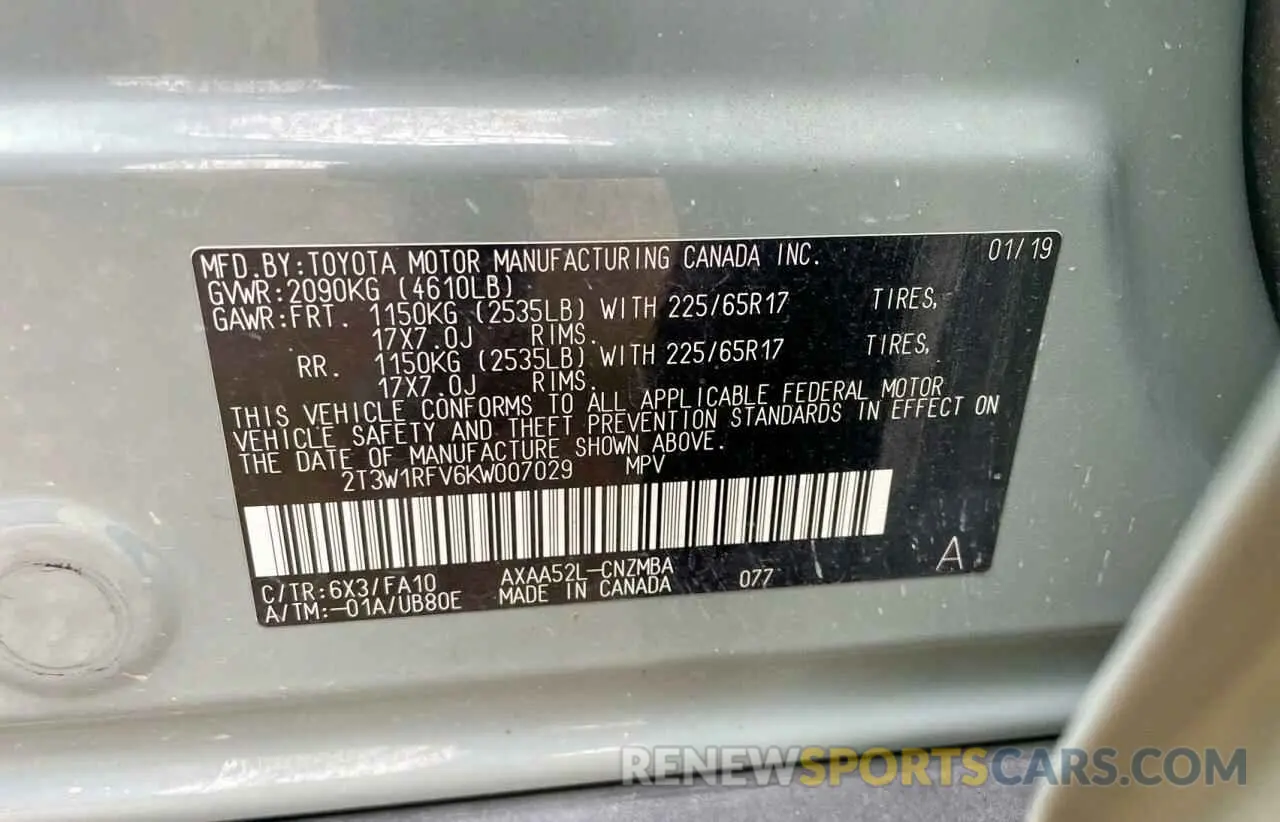 MFD.BY:TOYOTA MOTOR MANUFACTURING CANADA INC. 01/19
GVWR:2090KG (4610LB)
GAWR:FRT. 1150KG (2535LB) WITH 225/65R17 TIRES,
17X7.0J RIMS.
RR. 1150KG (2535LB) WITH 225/65R17 TIRES,
17X7.0J RIMS.
THIS VEHICLE CONFORMS TO ALL APPLICABLE FEDERAL MOTOR
VEHICLE SAFETY AND THEFT PREVENTION STANDARDS IN EFFECT ON
THE DATE OF MANUFACTURE SHOWN ABOVE.
2T3W1RFV6KW007029 MPV
C/TR:6X3/FA10 AXAA52L-CNZMBA 077 A
A/TM:-01A/UB80E MADE IN CANADA
RENEWSPORTSCARS.COM